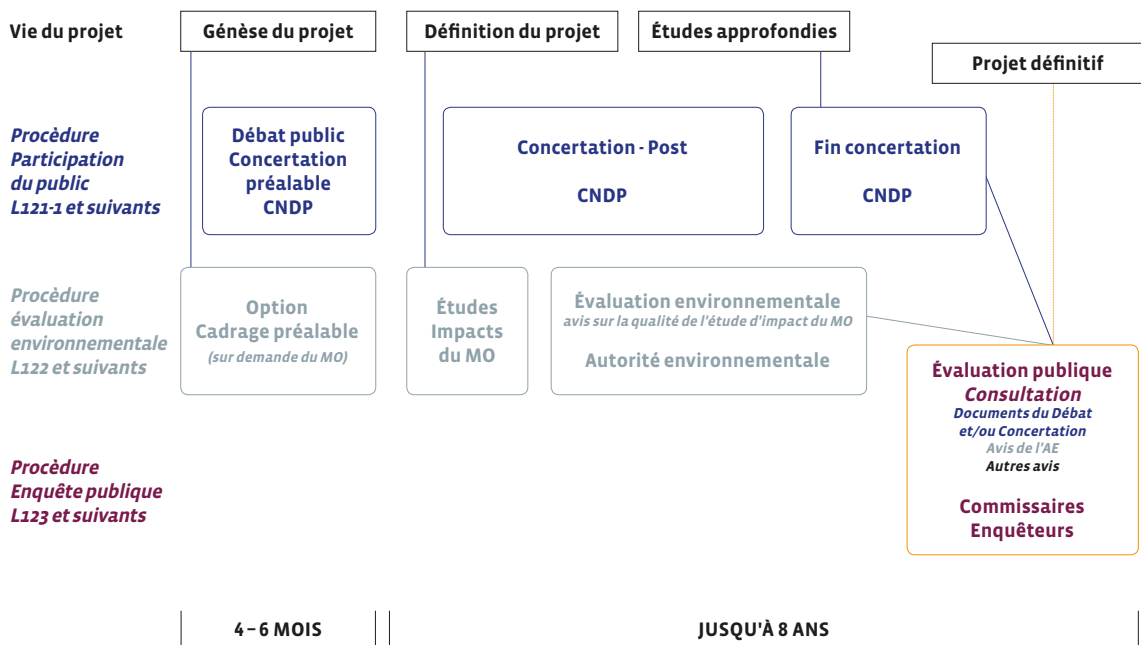 Vie du projet
Génèse du projet
Définition du projet
Études approfondies
Projet définitif
Procèdure
Participation
du public
L121-1 et suivants
Débat public
Concertation
préalable
CNDP
Concertation - Post
CNDP
Fin concertation
CNDP
Procèdure
évaluation
environnementale
L122 et suivants
Option
Cadrage préalable
(sur demande du MO)
Études
Impacts
du MO
Évaluation environnementale
avis sur la qualité de l'étude d'impact du MO
Autorité environnementale
Procèdure
Enquête publique
L123 et suivants
Évaluation publique
Consultation
Documents du Débat
et/ou Concertation
Avis de l'AE
Autres avis
Commissaires
Enquêteurs
4 – 6 MOIS
JUSQU'À 8 ANS